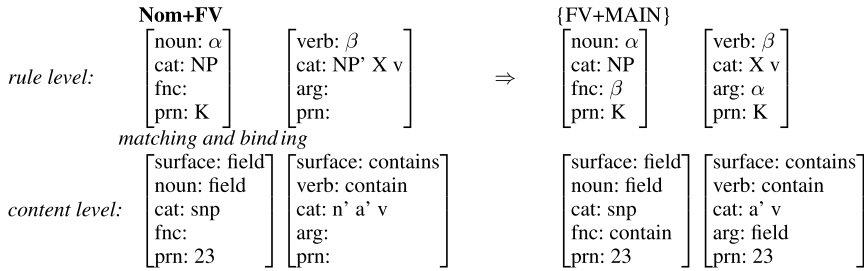 Nom+FV {FV+MAIN}
noun: α verb: β noun: α verb: β
cat: NP cat: NP’ X v cat: NP cat: X v
rule level: ⇒
fnc: arg: fnc: β arg: α
prn: K prn: prn: K prn: K
matching and binding
surface: field surface: contains surface: field surface: contains
noun: field verb: contain noun: field verb: contain
content level: cat: snp cat: n’ a’ v cat: snp cat: a’ v
fnc: arg: fnc: contain arg: field
prn: 23 prn: prn: 23 prn: 23